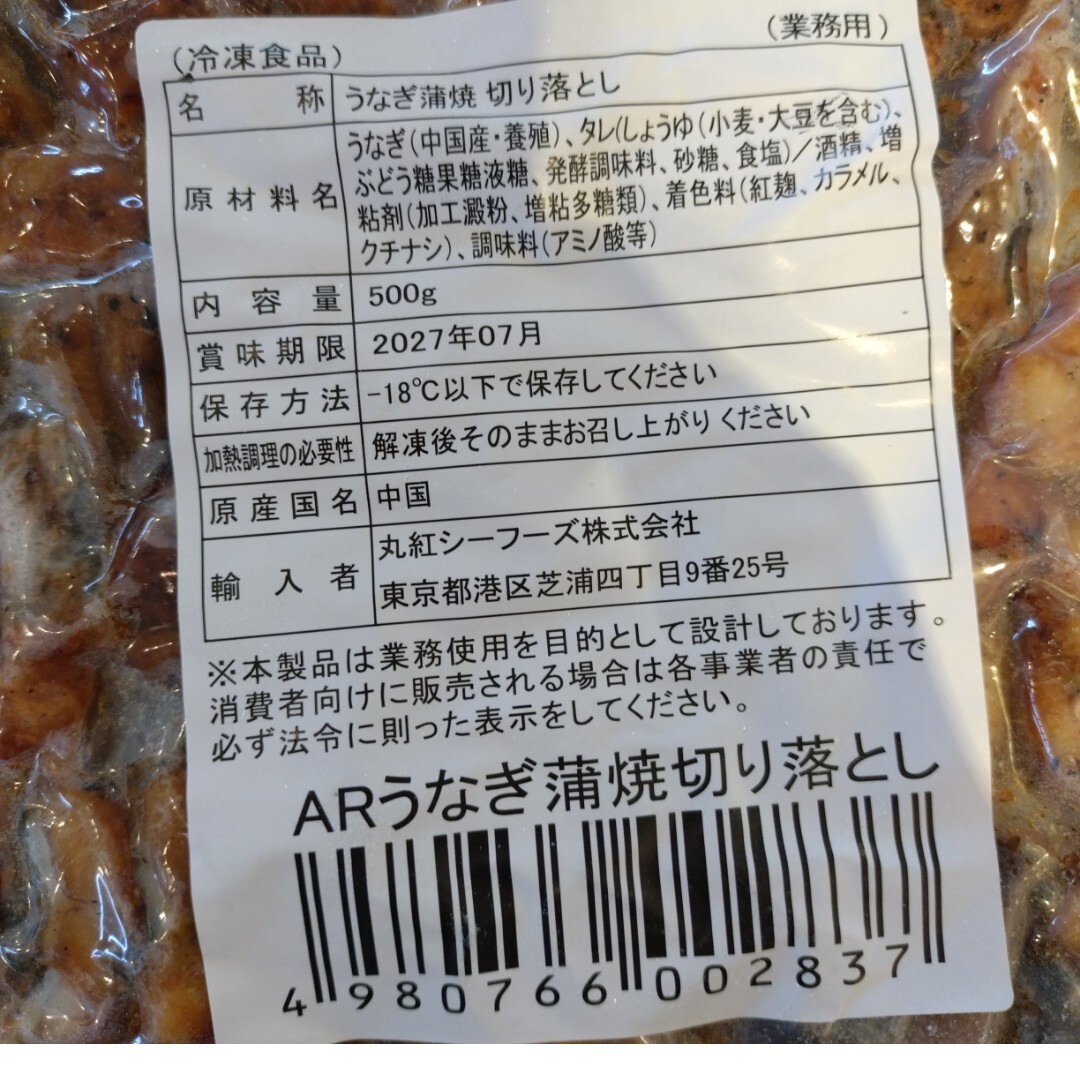 (冷凍食品)
(業務用)
名称 うなぎ蒲焼 切り落とし
原材料名 うなぎ(中国産・養殖)、タレ(しょうゆ(小麦・大豆を含む)、
ぶどう糖果糖液糖、発酵調味料、砂糖、食塩)/酒精、増
粘剤(加工澱粉、増粘多糖類)、着色料(紅麹、カラメル、
クチナシ)、調味料(アミノ酸等)
内容量 500g
賞味期限 2027年07月
保存方法 -18℃以下で保存してください
加熱調理の必要性 解凍後そのままお召し上がりください
原産国名 中国
輸入者 丸紅シーフーズ株式会社
東京都港区芝浦四丁目9番25号
※本製品は業務使用を目的として設計しております。
消費者向けに販売される場合は各事業者の責任で
必ず法令に則った表示をしてください。
ARうなぎ蒲焼切り落とし
4980766002837